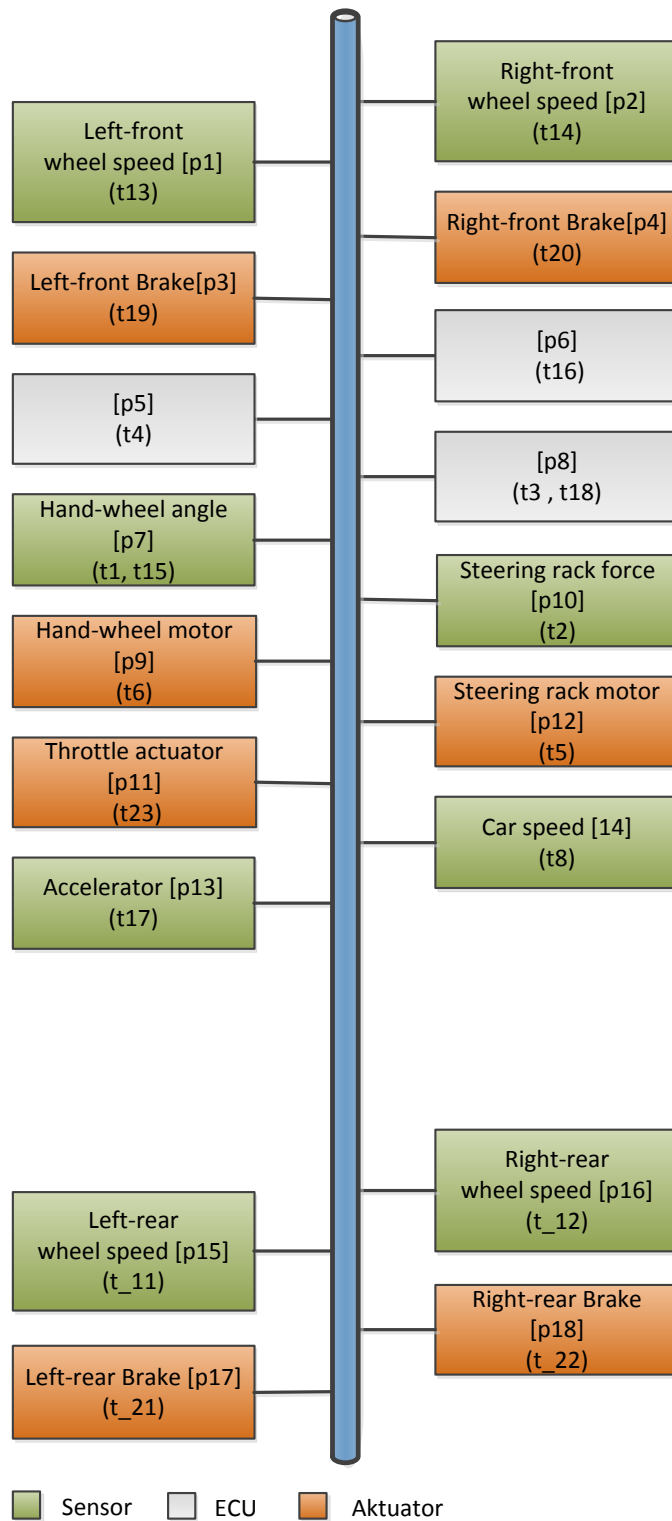 Right-front
wheel speed [p2]
(t14)
Left-front
wheel speed [p1]
(t13)
Right-front Brake[p4]
(t20)
Left-front Brake[p3]
(t19)
[p6]
(t16)
[p5]
(t4)
[p8]
(t3 , t18)
Hand-wheel angle
[p7]
(t1, t15)
Steering rack force
[p10]
(t2)
Hand-wheel motor
[p9]
(t6)
Steering rack motor
[p12]
(t5)
Throttle actuator
[p11]
(t23)
Car speed [14]
(t8)
Accelerator [p13]
(t17)
Right-rear
wheel speed [p16]
(t_12)
Left-rear
wheel speed [p15]
(t_11)
Right-rear Brake
[p18]
(t_22)
Left-rear Brake [p17]
(t_21)
Sensor ECU Aktuator